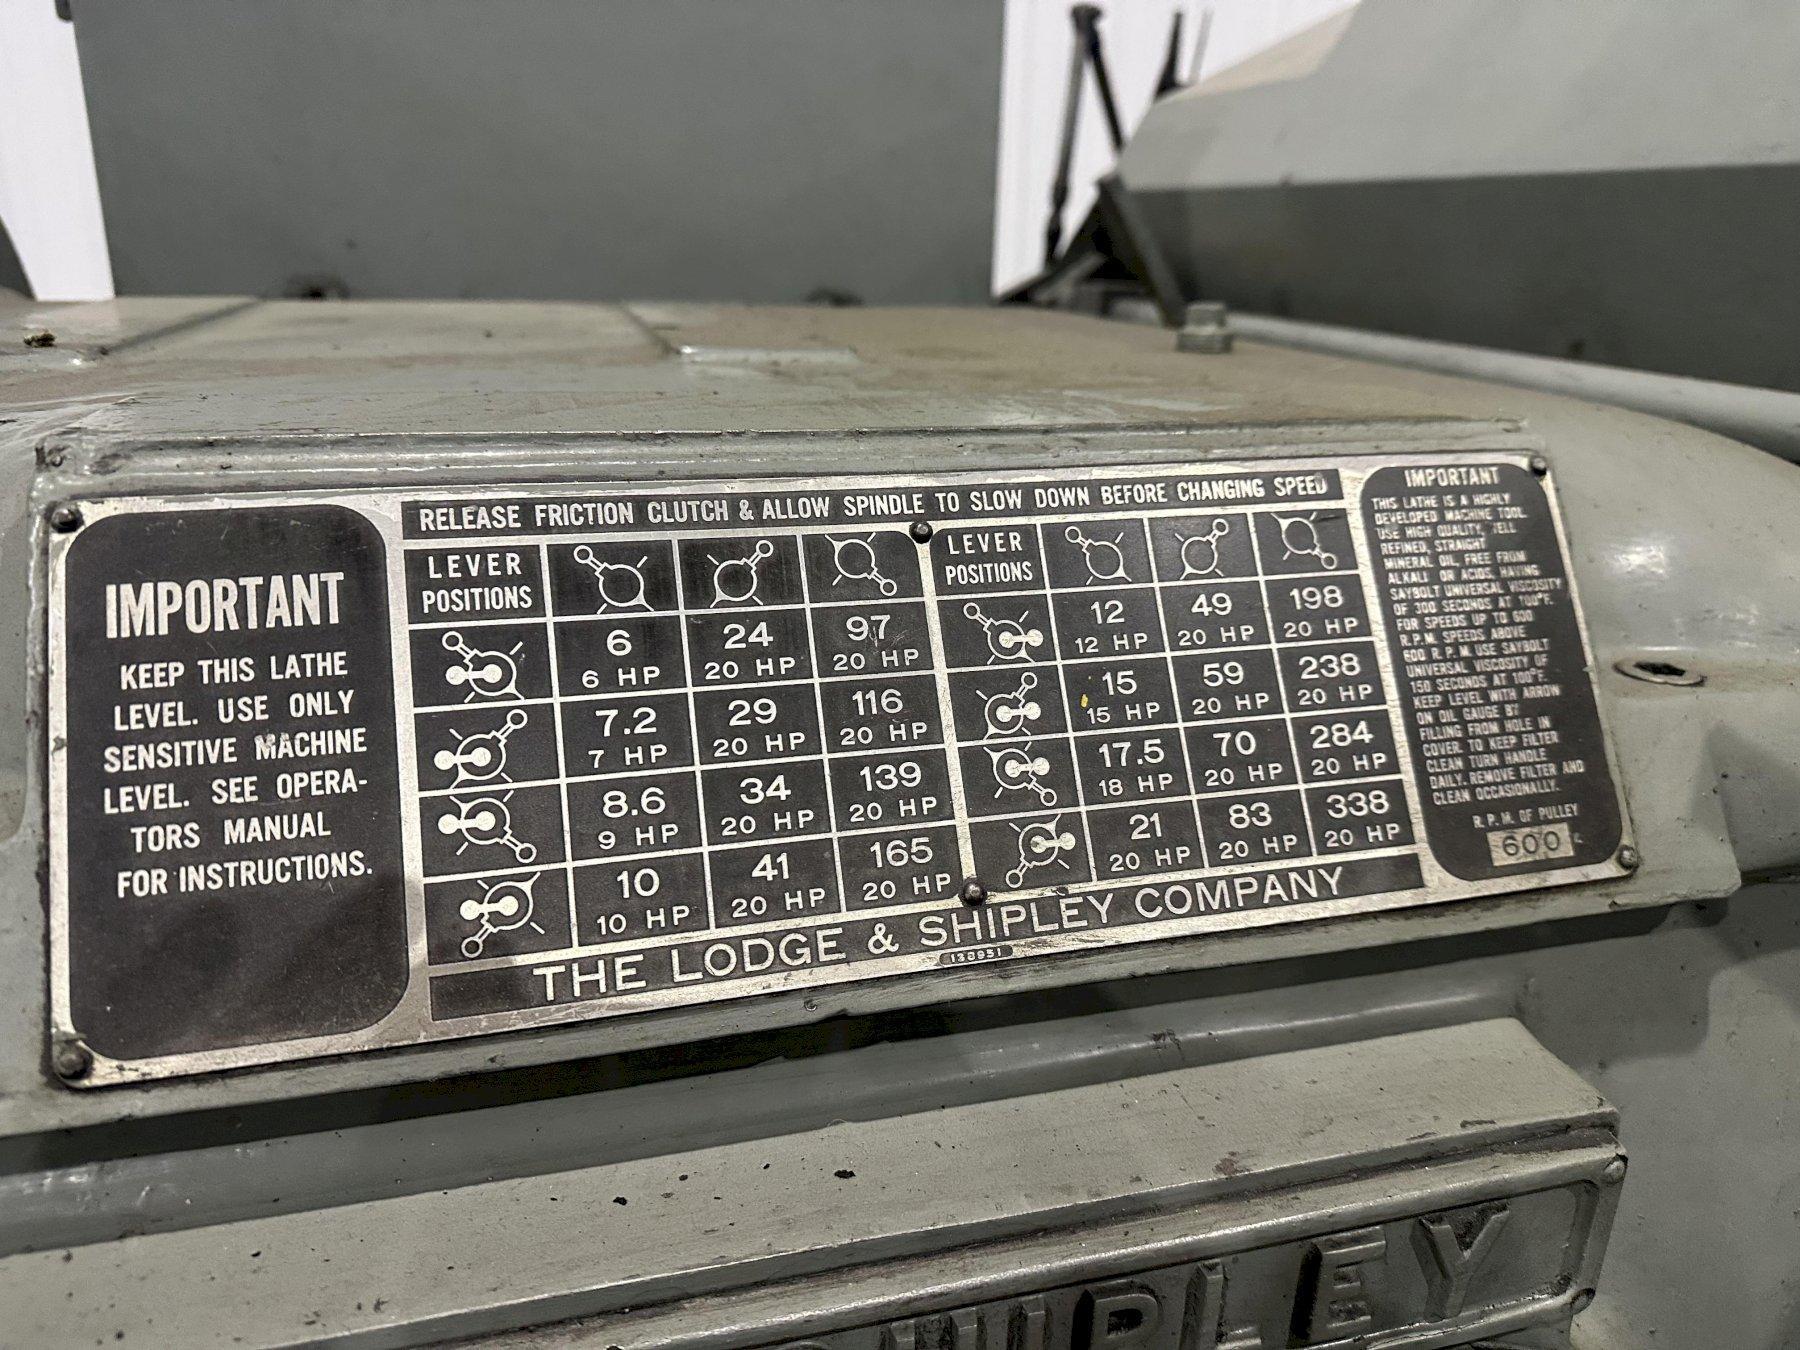 RELEASE FRICTION CLUTCH & ALLOW SPINDLE TO SLOW DOWN BEFORE CHANGING SPEED
IMPORTANT
KEEP THIS LATHE
LEVEL. USE ONLY
SENSITIVE MACHINE
LEVEL. SEE OPERA-
TORS MANUAL
FOR INSTRUCTIONS.
LEVER
POSITIONS
6 24 97
6 HP 20 HP 20 HP
7.2 29 116
7 HP 20 HP 20 HP
8.6 34 139
9 HP 20 HP 20 HP
10 41 165
10 HP 20 HP 20 HP
LEVER
POSITIONS
12 49 198
12 HP 20 HP 20 HP
15 59 238
15 HP 20 HP 20 HP
17.5 70 284
18 HP 20 HP 20 HP
21 83 338
20 HP 20 HP 20 HP
THE LODGE & SHIPLEY COMPANY
IMPORTANT
THIS LATHE IS A HIGHLY
DEVELOPED MACHINE TOOL.
USE HIGH QUALITY,
REFINED, STRAIGHT
MINERAL OIL, FREE FROM
ALKALI OR ACIDS, HAVING
SAYBOLT UNIVERSAL VISCOSITY
OF 300 SECONDS AT 100°F.
FOR SPEEDS UP TO 600
R.P.M. SPEEDS ABOVE
600 R.P.M. USE SAYBOLT
UNIVERSAL VISCOSITY OF
150 SECONDS AT 100°F.
KEEP LEVEL WITH ARROW
ON OIL GAUGE BY
FILLING FROM HOLE IN
COVER. TO KEEP FILTER
CLEAN TURN HANDLE
DAILY. REMOVE FILTER AND
CLEAN OCCASIONALLY.
R.P.M. OF PULLEY
600
SHIPLEY